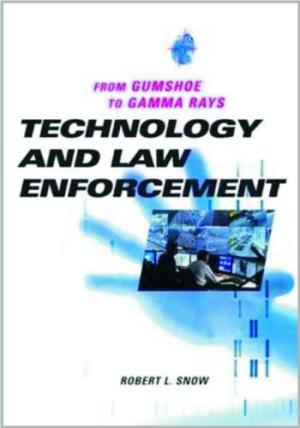 FROM GUMSHOE
TO GAMMA RAYS
TECHNOLOGY
AND LAW
ENFORCEMENT
ROBERT L. SNOW